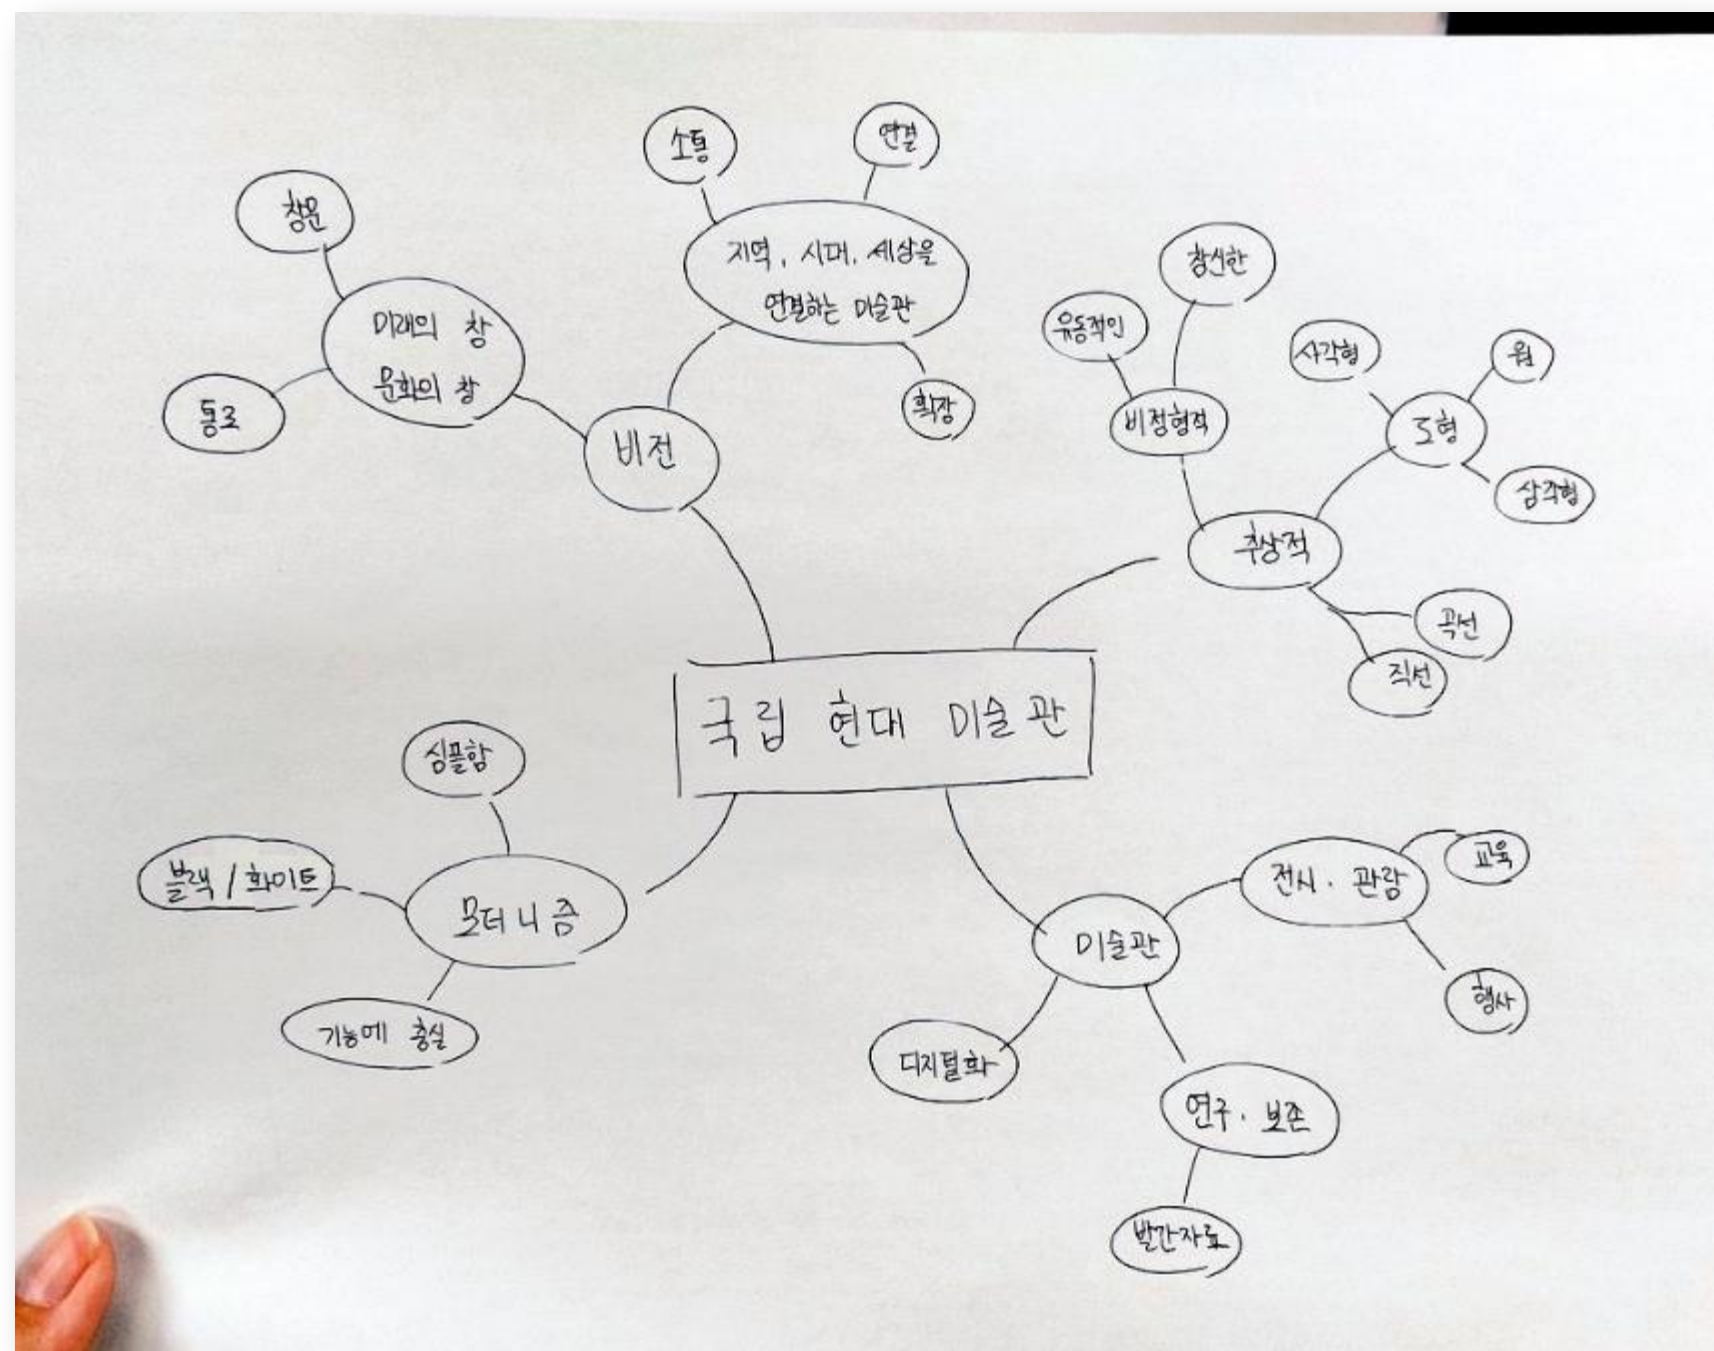 소통
연결
창문
지역, 시대, 세상을
연결하는 미술관
미래의 창
문화의 창
통로
확장
비전
참신한
유동적인
비정형적
사각형
원
도형
삼각형
추상적
곡선
직선
국립 현대 미술관
심플함
블랙 / 화이트
모더니즘
기능에 충실
전시 · 관람
교육
미술관
행사
디지털화
연구 · 보존
발간자료